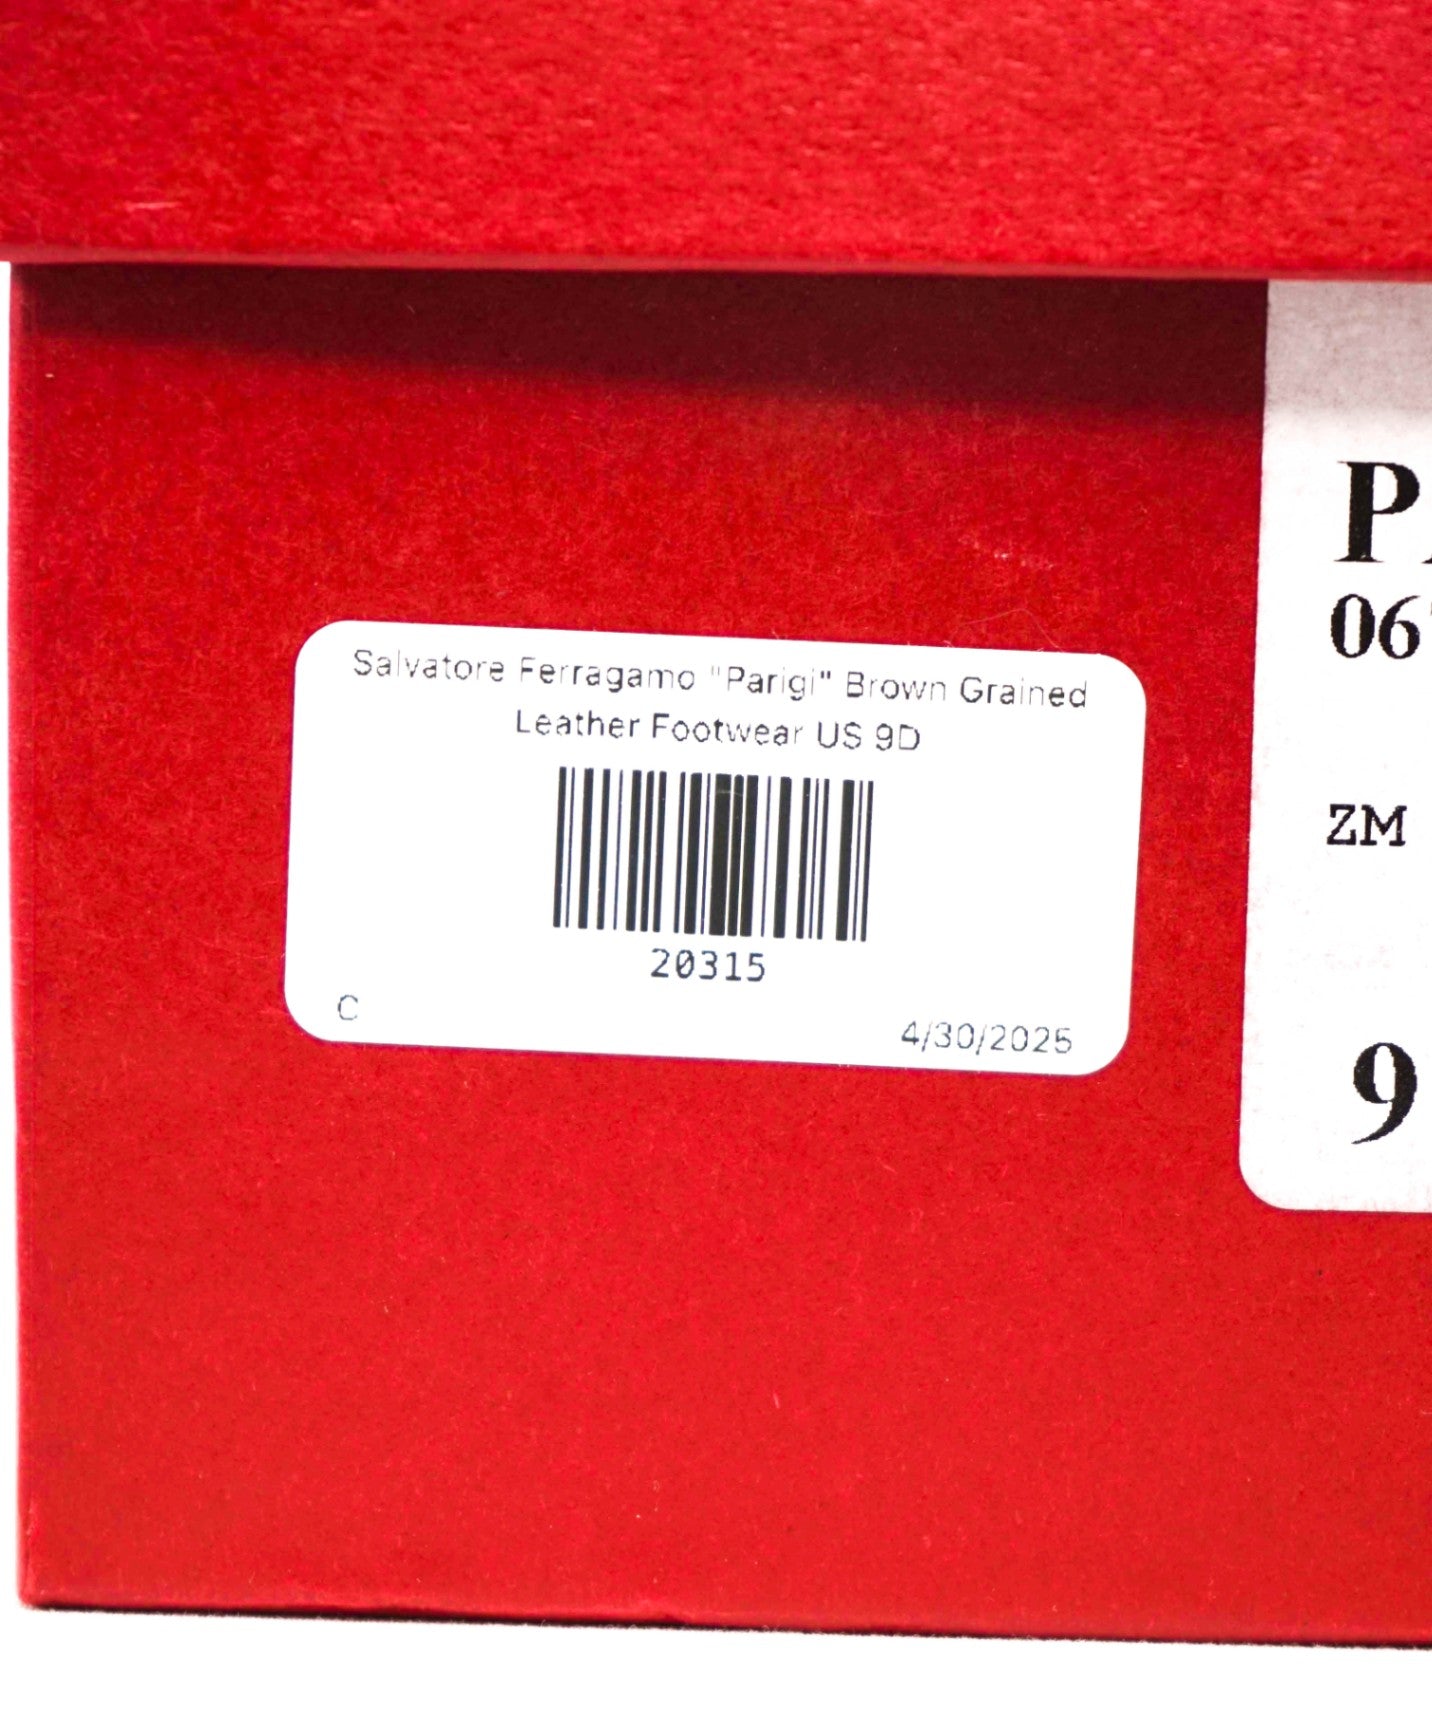 Salvatore Ferragamo "Parigi" Brown Grained
Leather Footwear US 9D
20315
C
4/30/2025
P
06
ZM
9